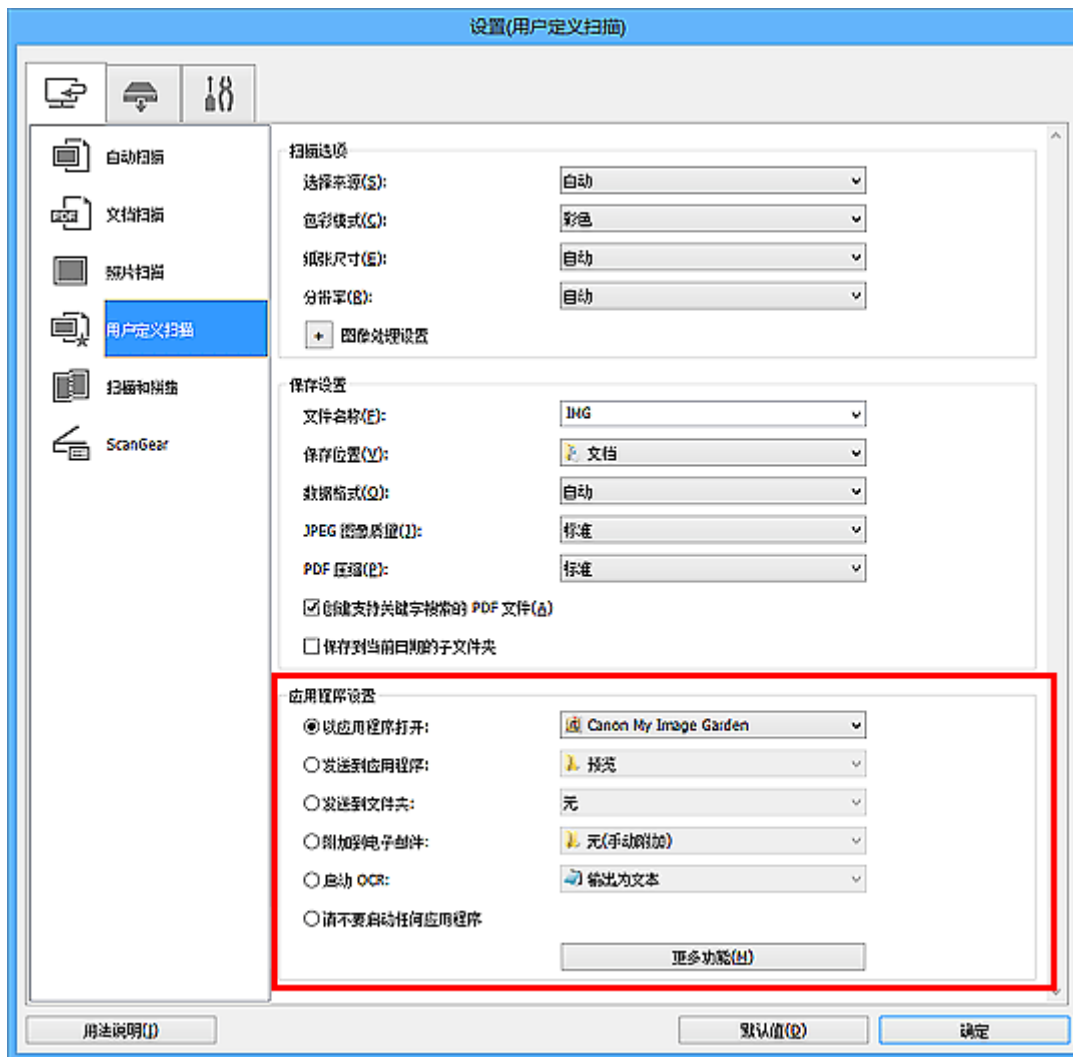 设置(用户定义扫描)
自动扫描
文档扫描
照片扫描
用户定义扫描
扫描和拼接
ScanGear
扫描选项
选择来源(S): 自动
色彩模式(C): 彩色
纸张尺寸(E): 自动
分辨率(R): 自动
+ 图像处理设置
保存设置
文件名称(F): IMG
保存位置(V): 文档
数据格式(O): 自动
JPEG 图像质量(J): 标准
PDF 压缩(P): 标准
创建支持关键字搜索的 PDF 文件(A)
保存到当前日期的子文件夹
应用程序设置
以应用程序打开: Canon My Image Garden
发送到应用程序: 预览
发送到文件夹: 无
附加到电子邮件: 无(手动附加)
启动 OCR: 输出为文本
请不要启动任何应用程序
更多功能(M)
用法说明(I) 默认值(D) 确定